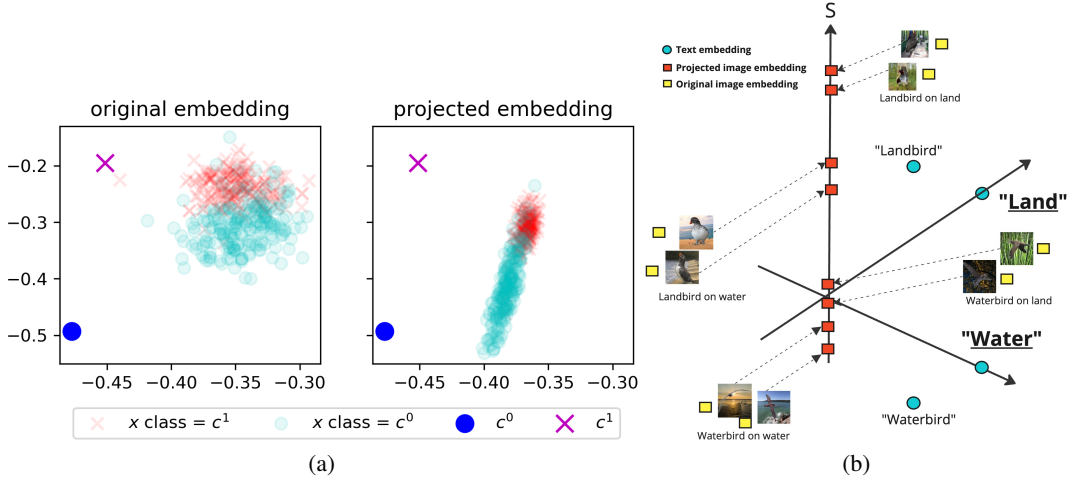 original embedding
projected embedding
−0.2
−0.3
−0.4
−0.5
−0.45 −0.40 −0.35 −0.30
−0.45 −0.40 −0.35 −0.30
x class = c¹ x class = c⁰ c⁰ c¹
(a)
S
Text embedding
Projected image embedding
Original image embedding
Landbird on land
"Landbird"
"Land"
Landbird on water
Waterbird on land
"Water"
"Waterbird"
Waterbird on water
(b)